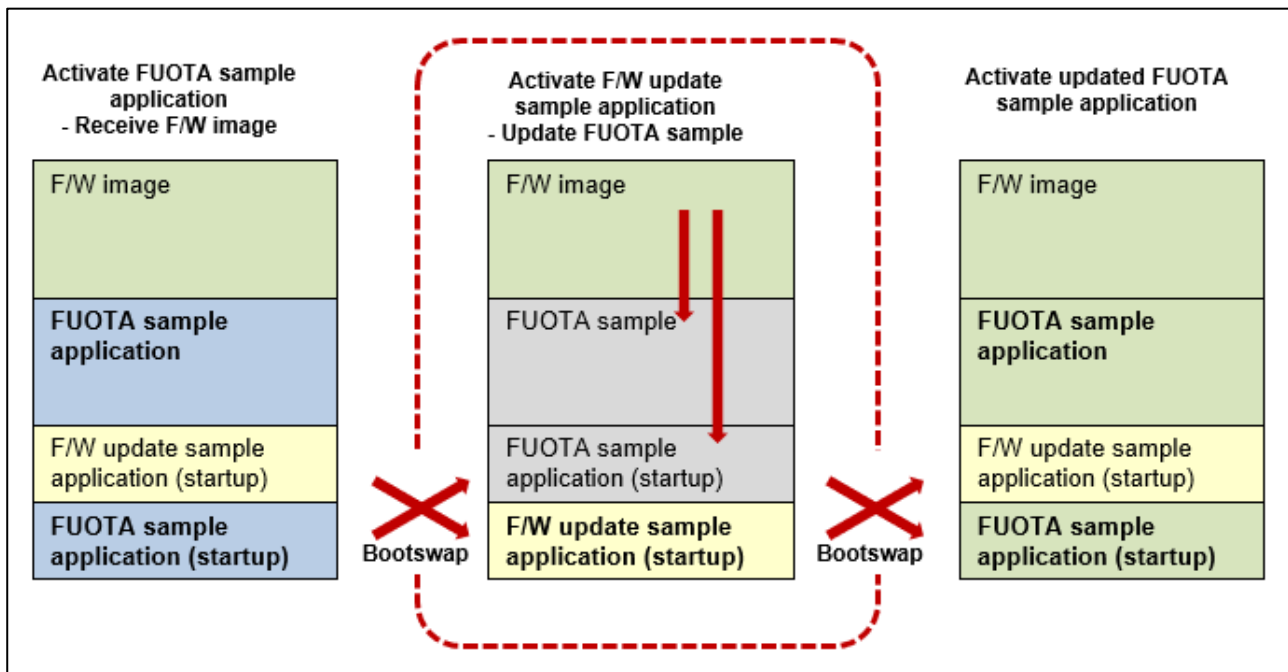 Activate FUOTA sample
application
- Receive F/W image
F/W image
FUOTA sample
application
F/W update sample
application (startup)
FUOTA sample
application (startup)
Bootswap
Activate F/W update
sample application
- Update FUOTA sample
F/W image
FUOTA sample
FUOTA sample
application (startup)
F/W update sample
application (startup)
Bootswap
Activate updated FUOTA
sample application
F/W image
FUOTA sample
application
F/W update sample
application (startup)
FUOTA sample
application (startup)